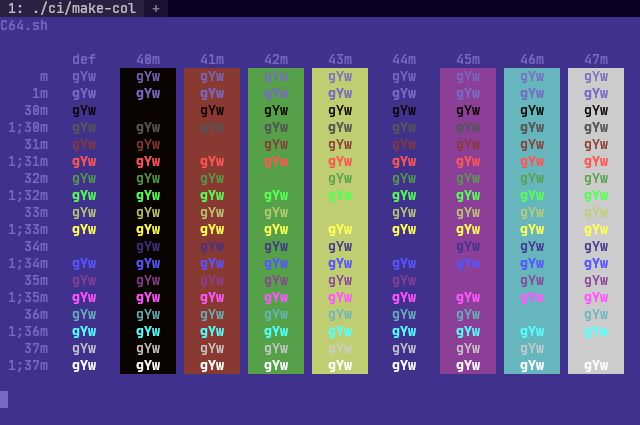 1: ./ci/make-col +
C64.sh
def 40m 41m 42m 43m 44m 45m 46m 47m
m gYw gYw gYw gYw gYw gYw gYw gYw gYw
1m gYw gYw gYw gYw gYw gYw gYw gYw gYw
30m gYw gYw gYw gYw gYw gYw gYw gYw gYw
1;30m gYw gYw gYw gYw gYw gYw gYw gYw gYw
31m gYw gYw gYw gYw gYw gYw gYw gYw
1;31m gYw gYw gYw gYw gYw gYw gYw gYw gYw
32m gYw gYw gYw gYw gYw gYw gYw gYw
1;32m gYw gYw gYw gYw gYw gYw gYw gYw gYw
33m gYw gYw gYw gYw gYw gYw gYw gYw
1;33m gYw gYw gYw gYw gYw gYw gYw gYw gYw
34m gYw gYw gYw gYw gYw gYw gYw
1;34m gYw gYw gYw gYw gYw gYw gYw gYw gYw
35m gYw gYw gYw gYw gYw gYw gYw gYw
1;35m gYw gYw gYw gYw gYw gYw gYw gYw gYw
36m gYw gYw gYw gYw gYw gYw gYw gYw
1;36m gYw gYw gYw gYw gYw gYw gYw gYw gYw
37m gYw gYw gYw gYw gYw gYw gYw gYw
1;37m gYw gYw gYw gYw gYw gYw gYw gYw gYw